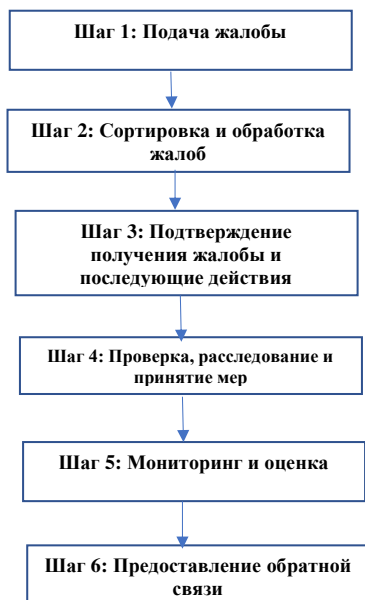 Шаг 1: Подача жалобы
Шаг 2: Сортировка и обработка
жалоб
Шаг 3: Подтверждение
получения жалобы и
последующие действия
Шаг 4: Проверка, расследование и
принятие мер
Шаг 5: Мониторинг и оценка
Шаг 6: Предоставление обратной
связи